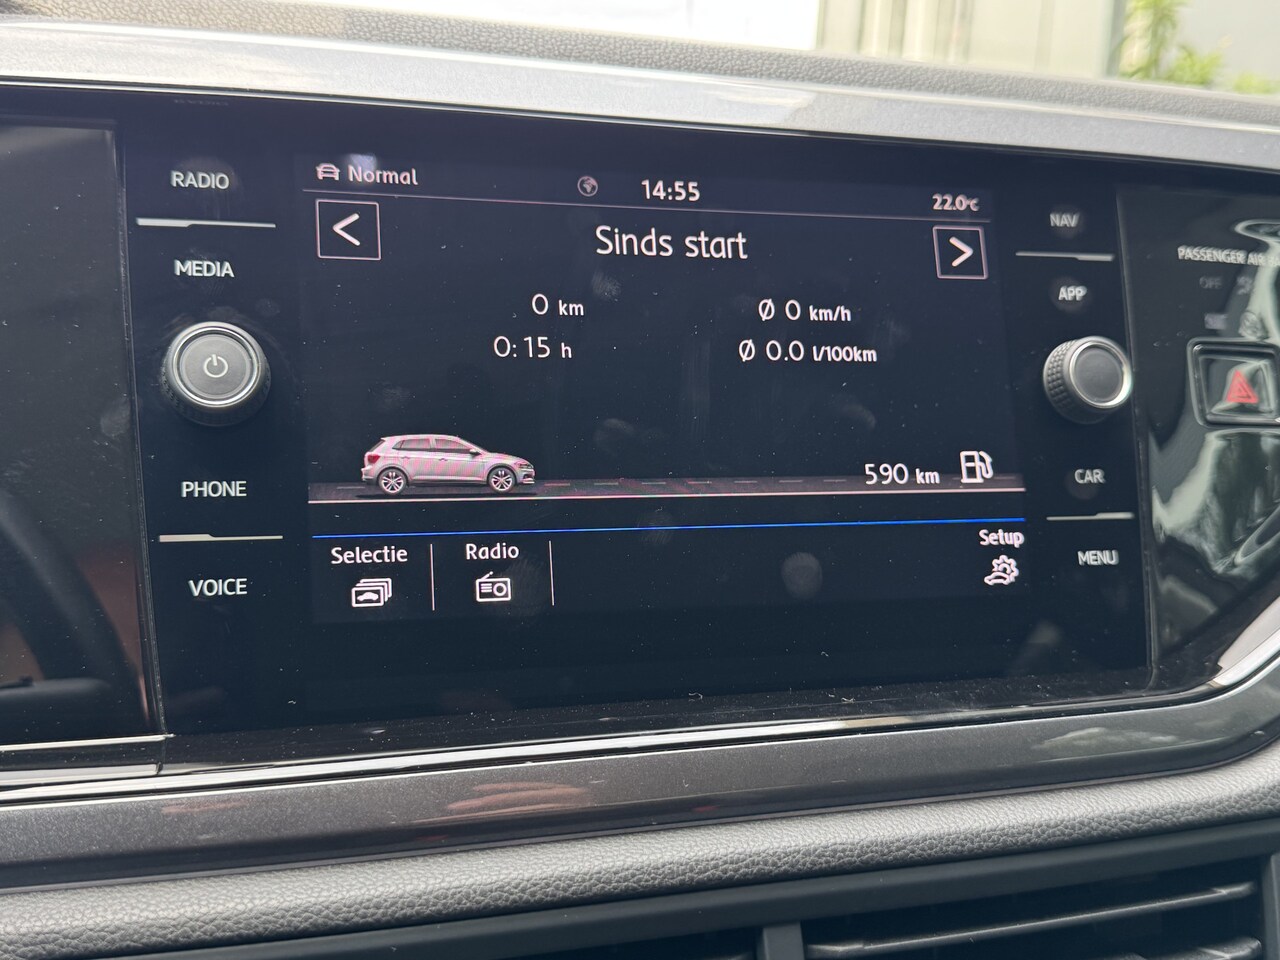 RADIO
MEDIA
PHONE
VOICE
Normal
14:55
22.0°C
<
Sinds start
>
0 km
Ø 0 km/h
0:15 h
Ø 0.0 l/100km
590 km
Selectie
Radio
Setup
NAV
APP
CAR
MENU
PASSENGER AIR
OFF